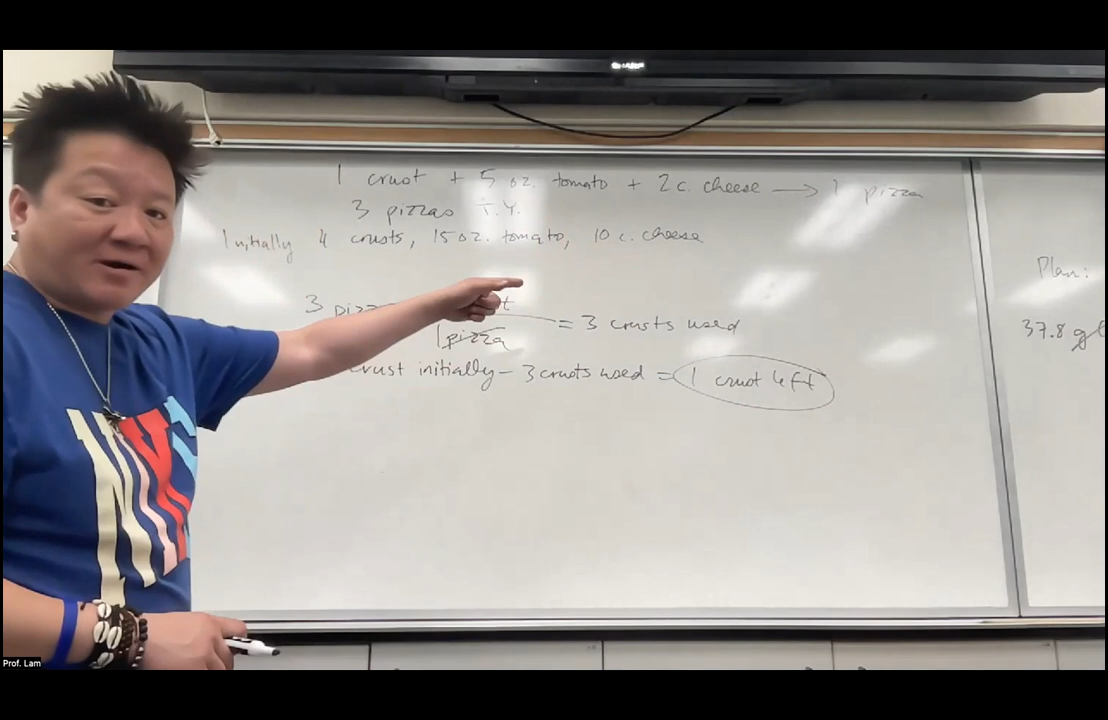 1 crust + 5 oz. tomato + 2 c. cheese → 1 pizza
3 pizzas T.Y.
Initially 4 crusts, 15 oz. tomato, 10 c. cheese
3
1 pizza = 3 crusts used
crust initially - 3 crusts used = 1 crust left
Plan:
37.8 g
NYC
Prof. Lam